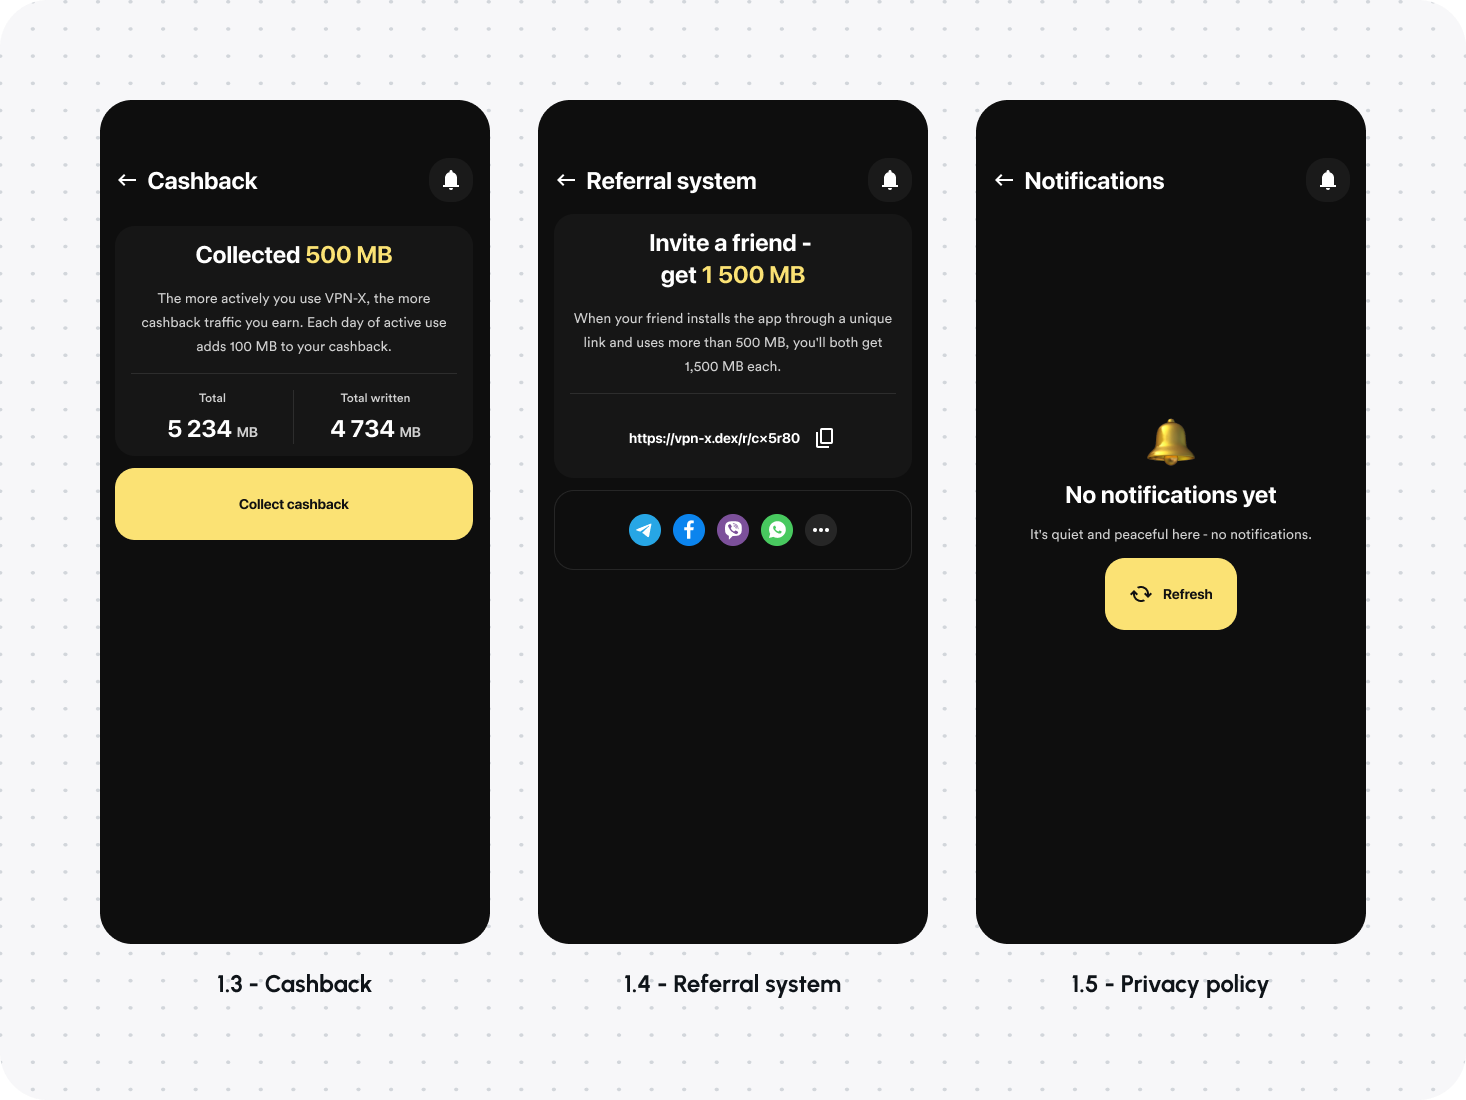 Cashback
Collected 500 MB
The more actively you use VPN-X, the more
cashback traffic you earn. Each day of active use
adds 100 MB to your cashback.
Total
5 234 MB
Total written
4 734 MB
Collect cashback
1.3 - Cashback
Referral system
Invite a friend -
get 1 500 MB
When your friend installs the app through a unique
link and uses more than 500 MB, you'll both get
1,500 MB each.
https://vpn-x.dex/r/c×5r80
1.4 - Referral system
Notifications
No notifications yet
It's quiet and peaceful here - no notifications.
Refresh
1.5 - Privacy policy